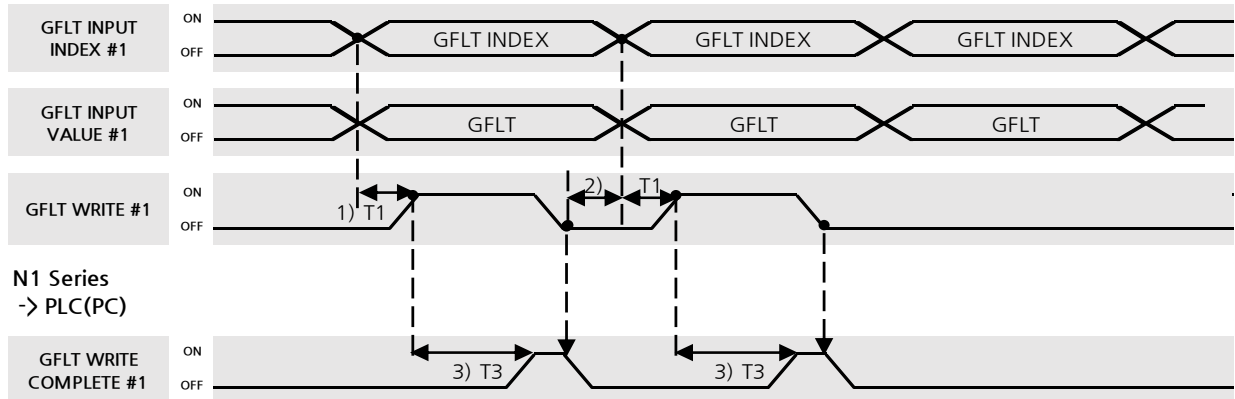 GFLT INPUT
INDEX #1
ON
OFF
GFLT INDEX
GFLT INDEX
GFLT INDEX
GFLT INPUT
VALUE #1
ON
OFF
GFLT
GFLT
GFLT
GFLT WRITE #1
ON
OFF
1) T1
2)
T1
N1 Series
-> PLC(PC)
GFLT WRITE
COMPLETE #1
ON
OFF
3) T3
3) T3